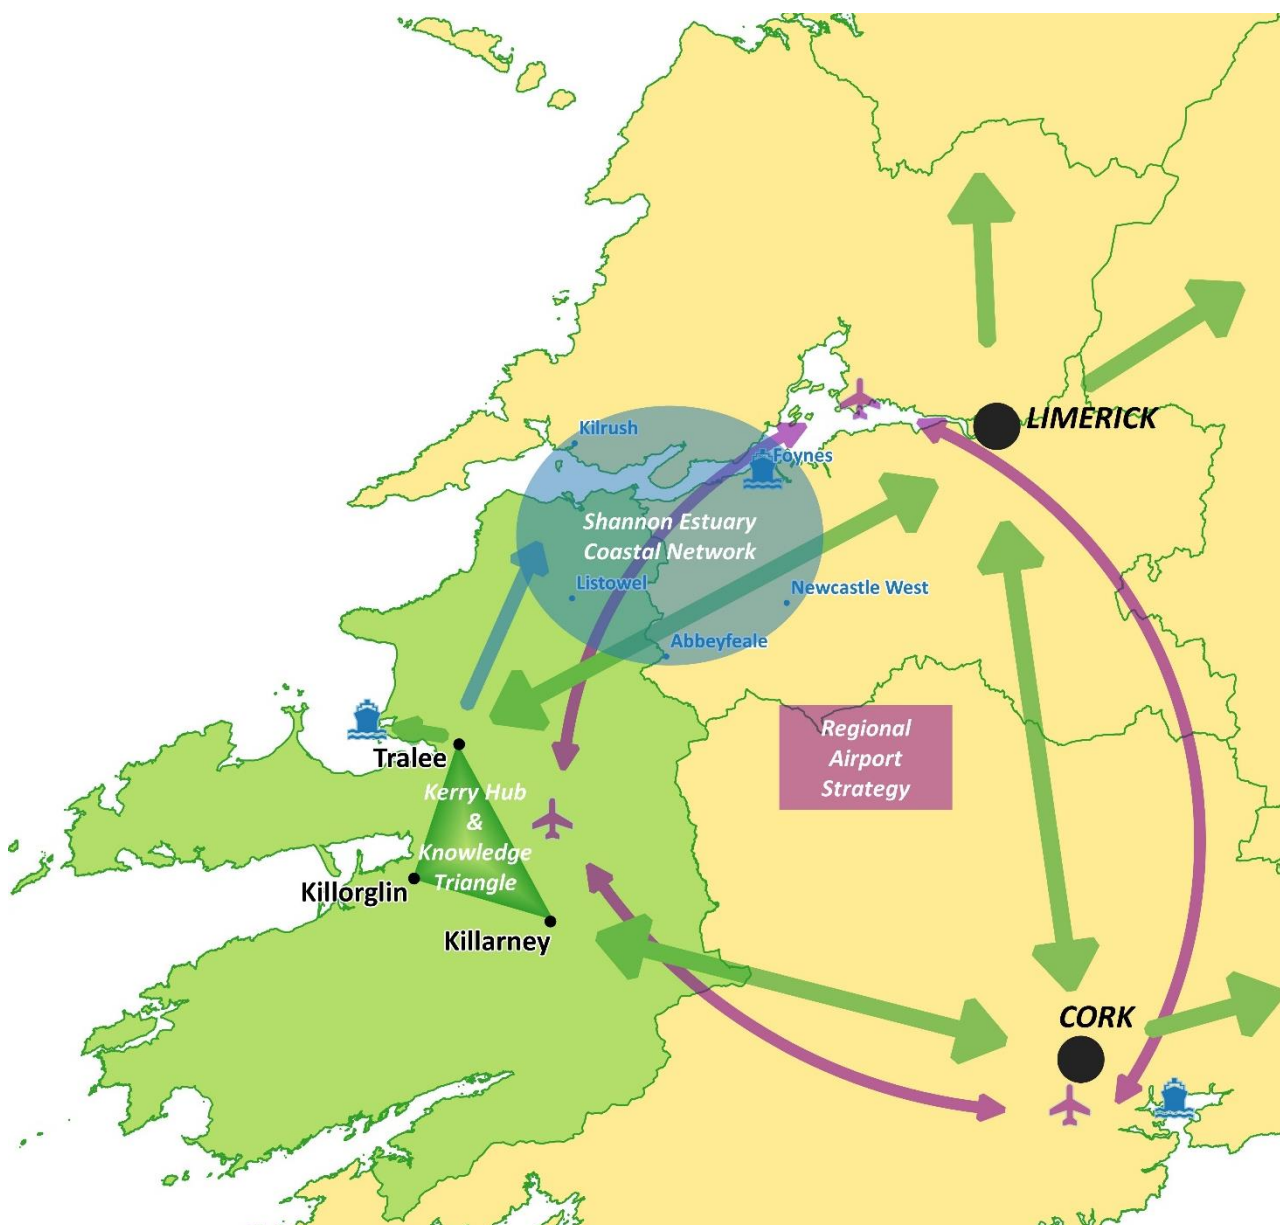 LIMERICK
Kilrush
Foynes
Shannon Estuary
Coastal Network
Listowel
Newcastle West
Abbeyfeale
Regional
Airport
Strategy
Tralee
Kerry Hub
&
Knowledge
Triangle
Killorglin
Killarney
CORK